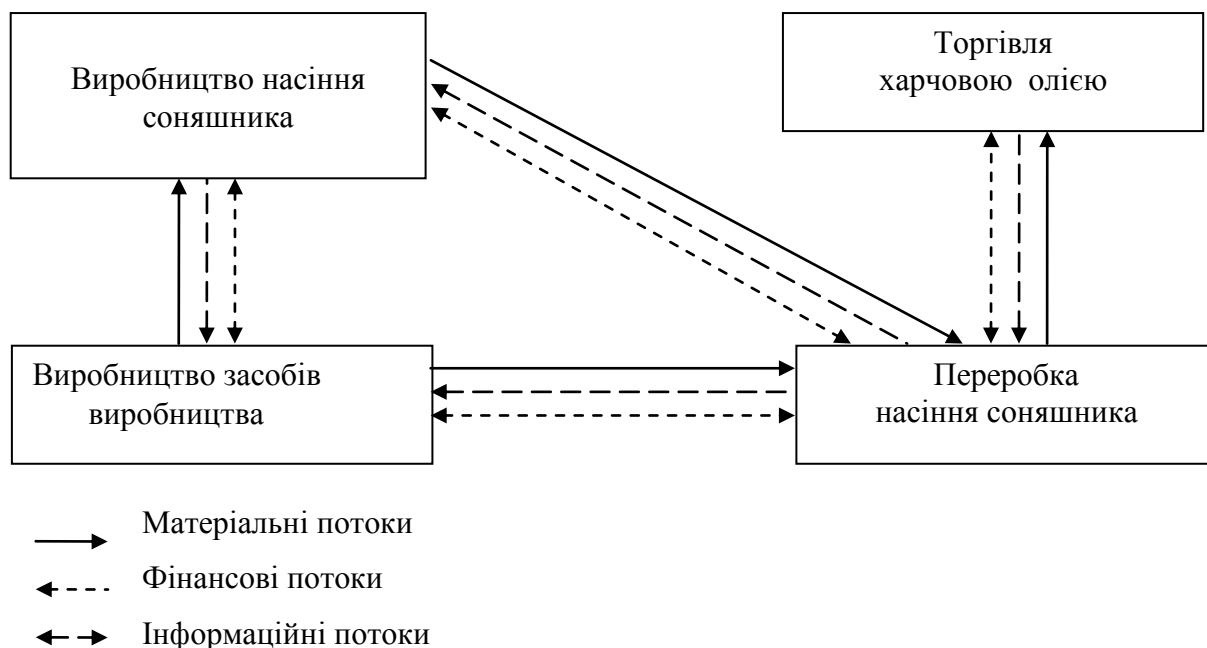 Виробництво насіння
соняшника
Торгівля
харчовою олією
Виробництво засобів
виробництва
Переробка
насіння соняшника
Матеріальні потоки
Фінансові потоки
Інформаційні потоки